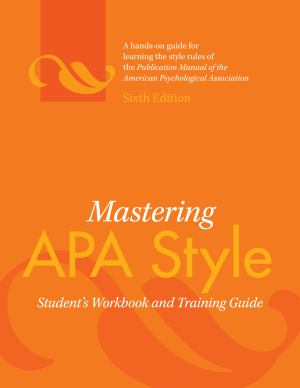 A hands-on guide for
learning the style rules of
the Publication Manual of the
American Psychological Association
Sixth Edition
Mastering
APA Style
Student's Workbook and Training Guide